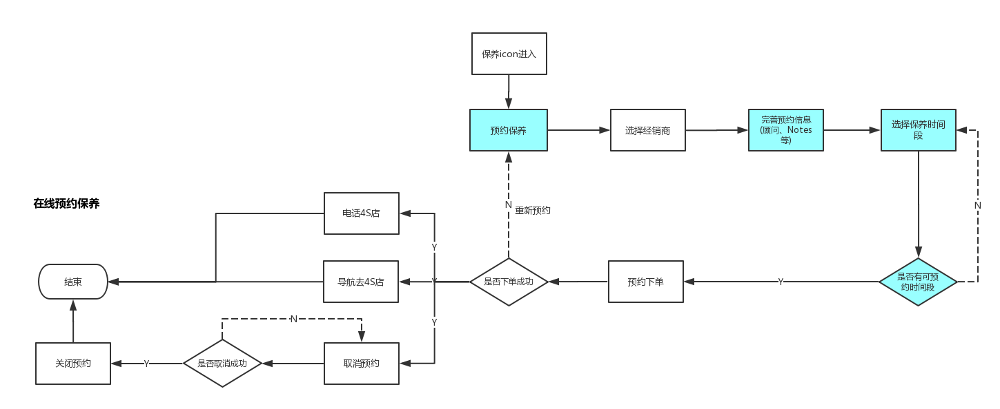 保养icon进入
预约保养
选择经销商
完善预约信息
(顾问、Notes
等)
选择保养时间
段
在线预约保养
N
重新预约
N
电话4S店
Y
结束
导航去4S店
Y
是否下单成功
预约下单
Y
是否有可预
约时间段
N
Y
关闭预约
Y
是否取消成功
取消预约